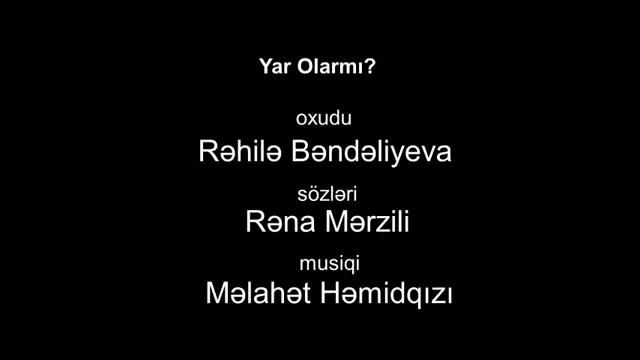 Yar Olarmı?
oxudu
Rəhilə Bəndəliyeva
sözləri
Rəna Mərzili
musiqi
Məlahət Həmidqızı